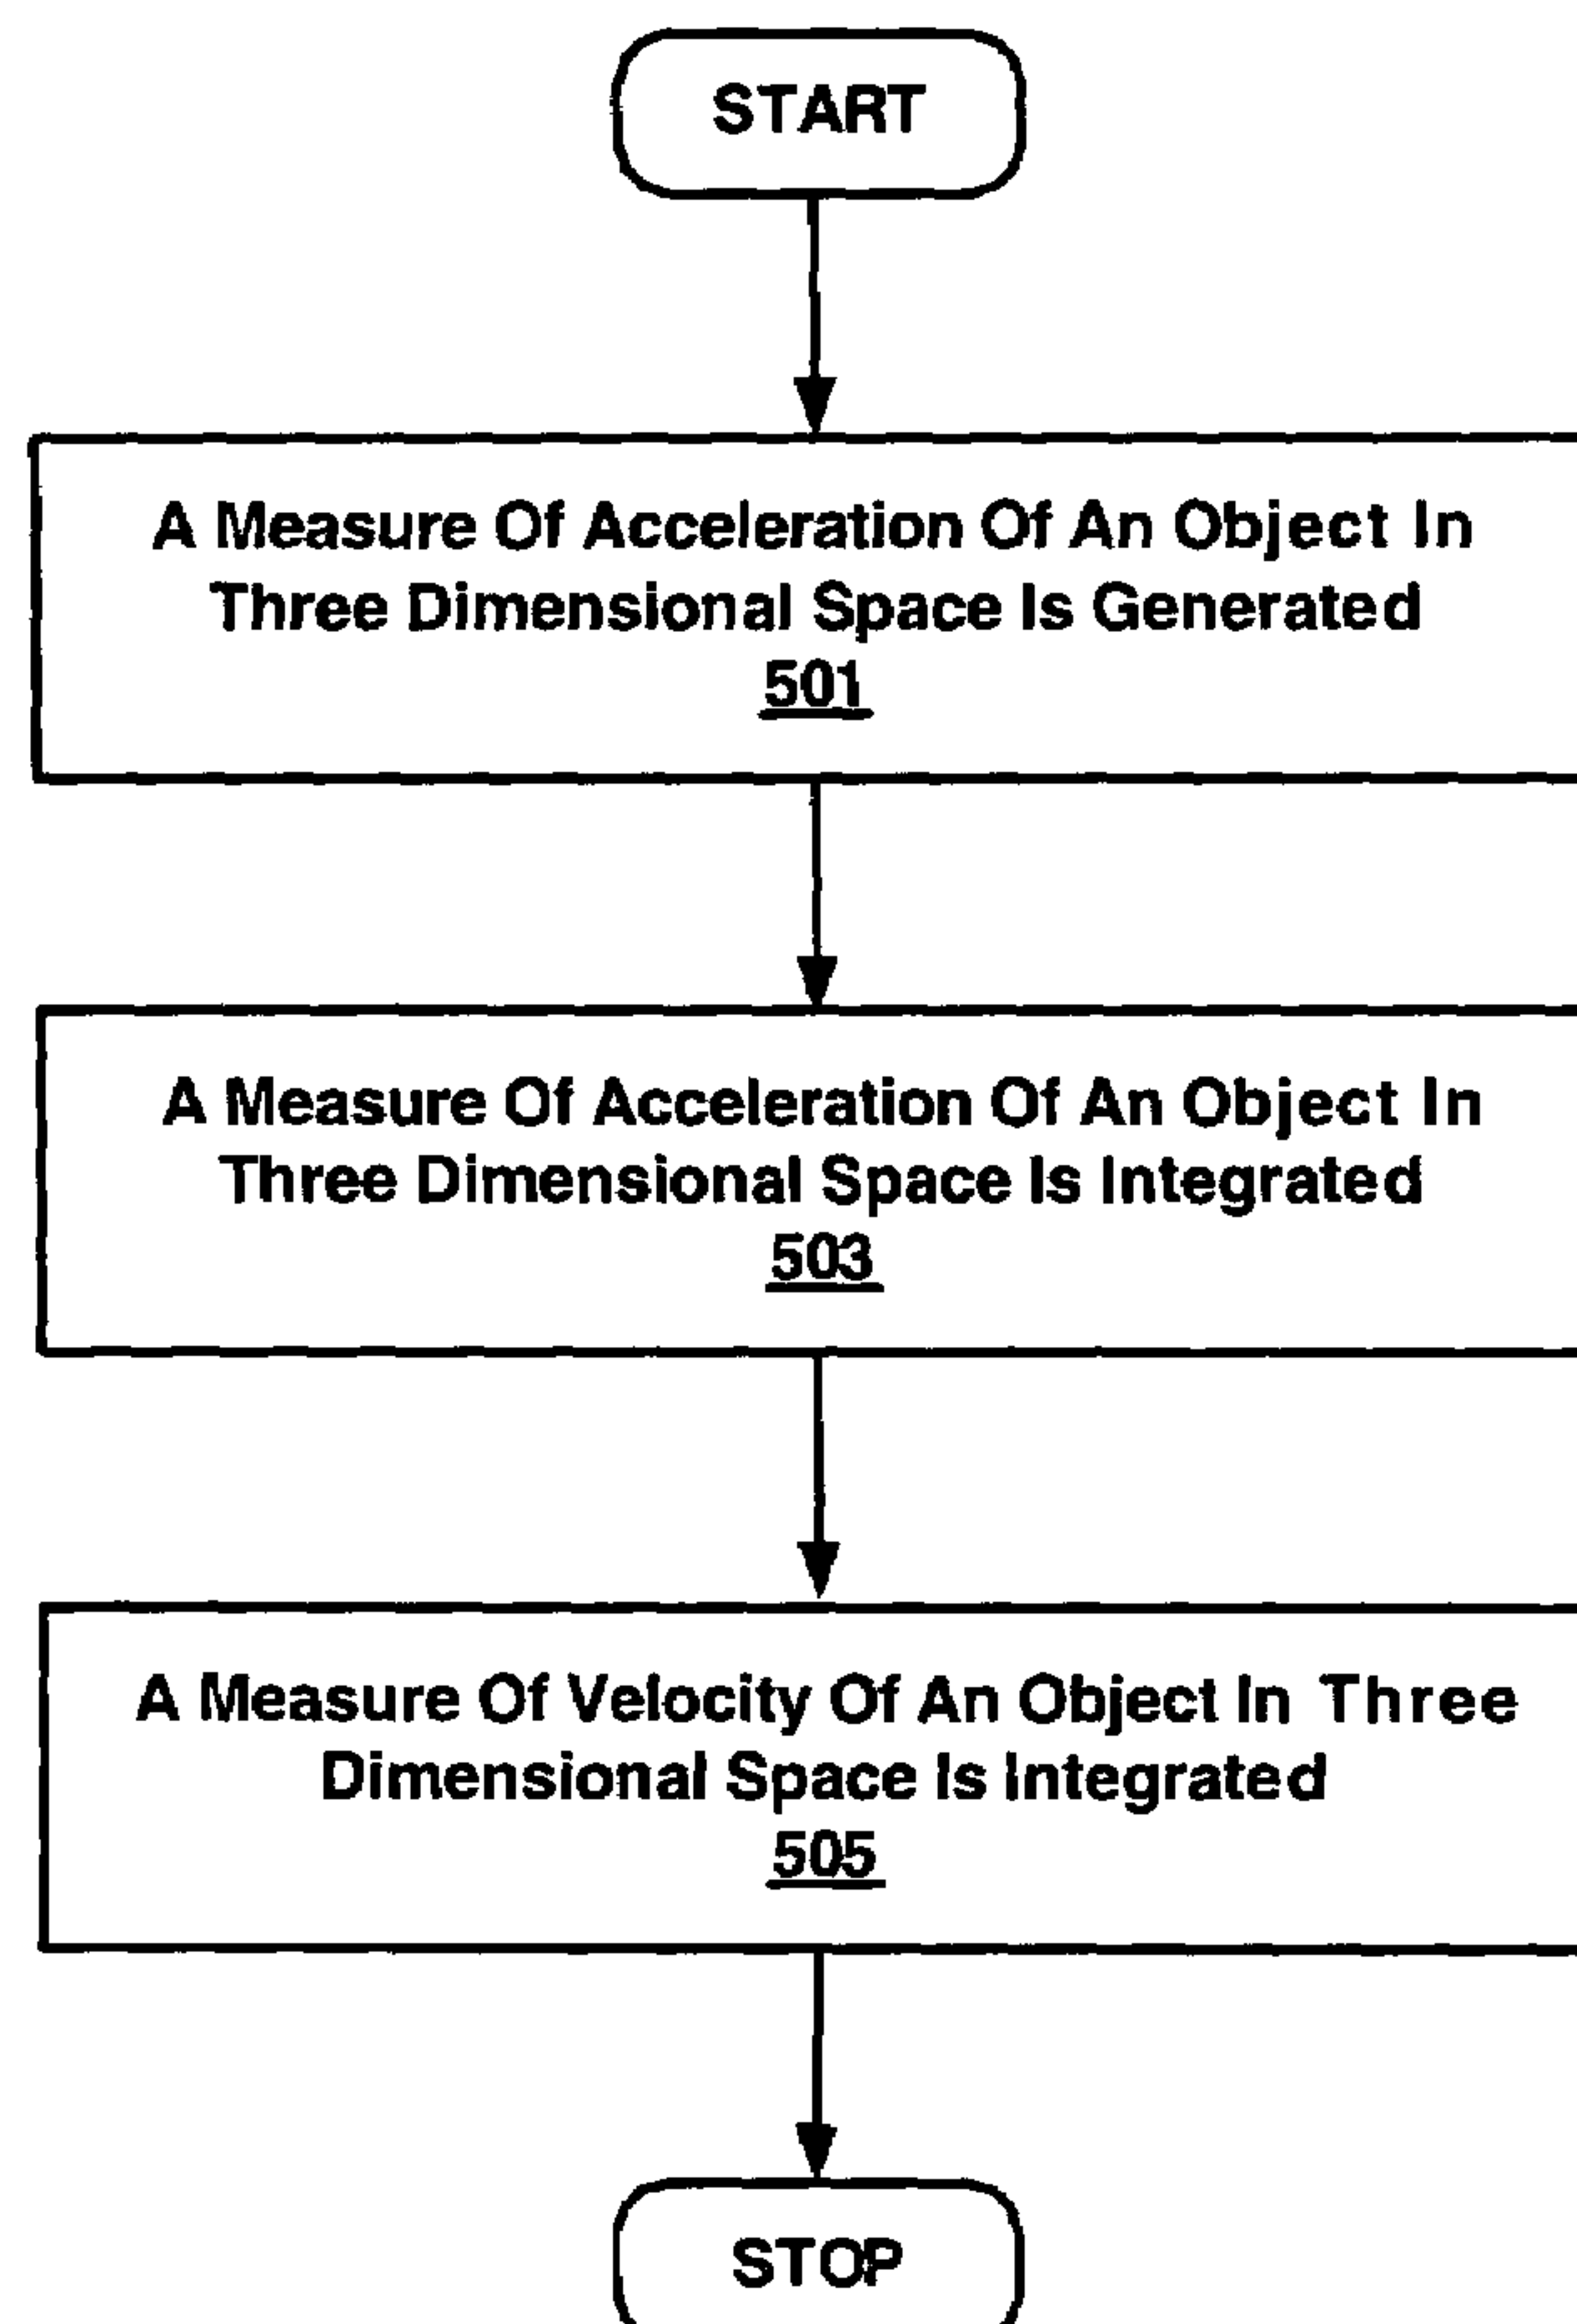 START
A Measure Of Acceleration Of An Object In
Three Dimensional Space Is Generated
501
A Measure Of Acceleration Of An Object In
Three Dimensional Space Is Integrated
503
A Measure Of Velocity Of An Object In Three
Dimensional Space Is Integrated
505
STOP